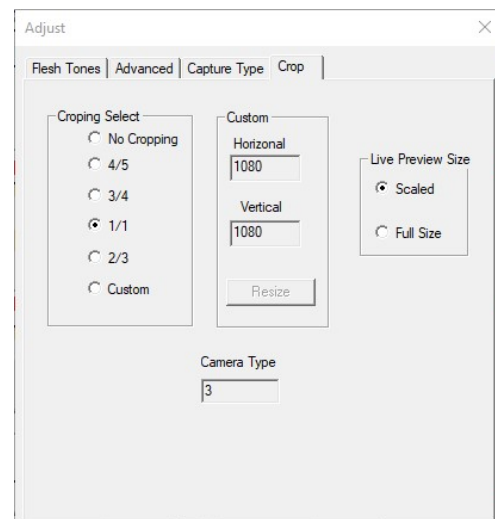 Adjust
Flesh Tones Advanced Capture Type Crop
Croping Select
No Cropping
4/5
3/4
1/1
2/3
Custom
Custom
Horizonal
1080
Vertical
1080
Resize
Live Preview Size
Scaled
Full Size
Camera Type
3